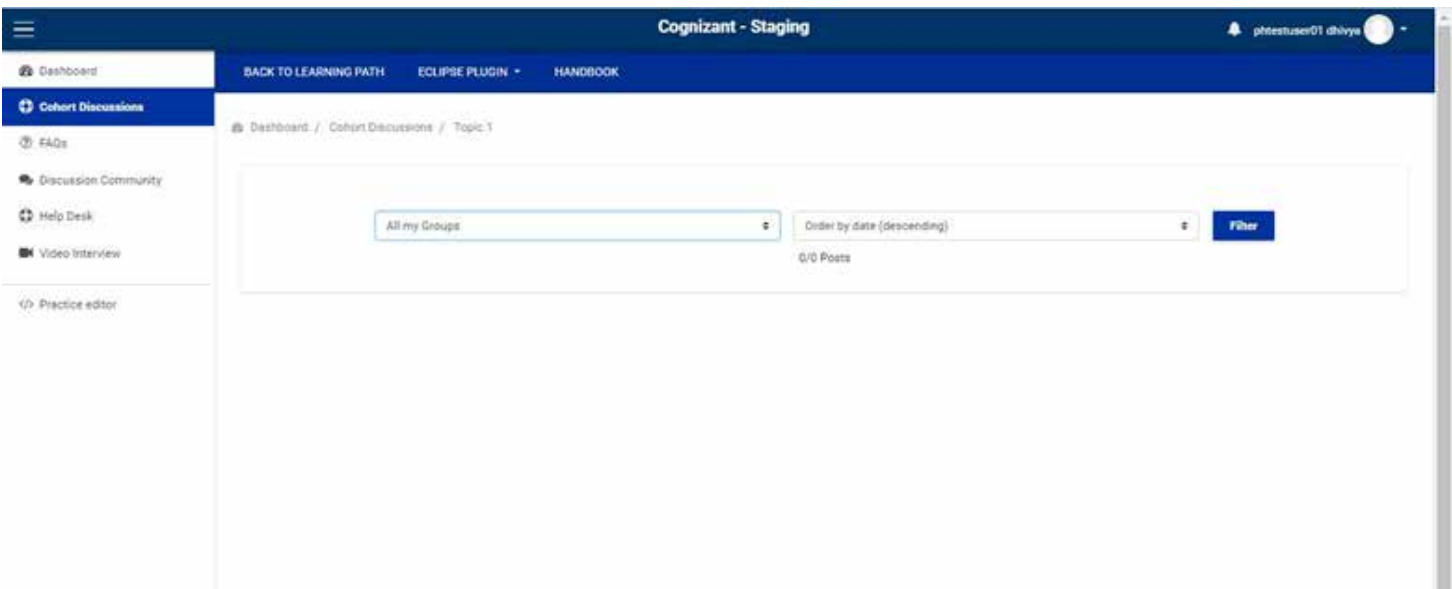 Cognizant - Staging
phtestuser01 dhivya
Dashboard
Cohort Discussions
FAQs
Discussion Community
Help Desk
Video Interview
</> Practice editor
BACK TO LEARNING PATH ECLIPSE PLUGIN HANDBOOK
Dashboard / Cohort Discussions / Topic 1
All my Groups
Order by date (descending)
Filter
0/0 Posts